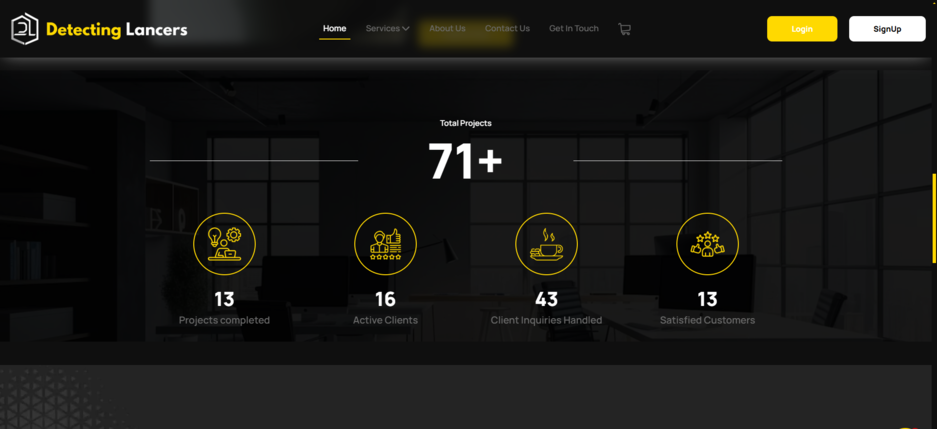 Detecting Lancers
Home Services About Us Contact Us Get In Touch
Login SignUp
Total Projects
71+
13 16 43 13
Projects completed Active Clients Client Inquiries Handled Satisfied Customers